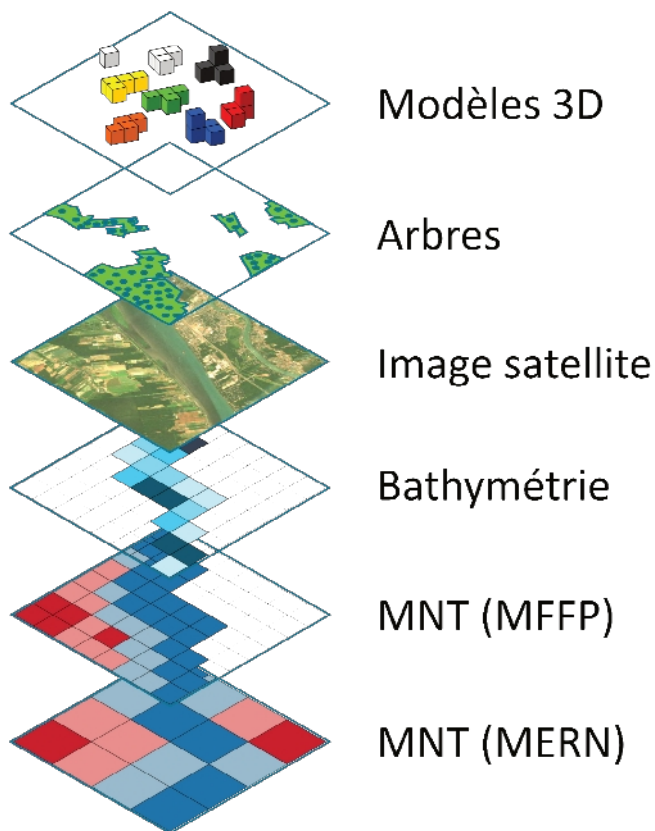 Modèles 3D
Arbres
Image satellite
Bathymétrie
MNT (MFFP)
MNT (MERN)